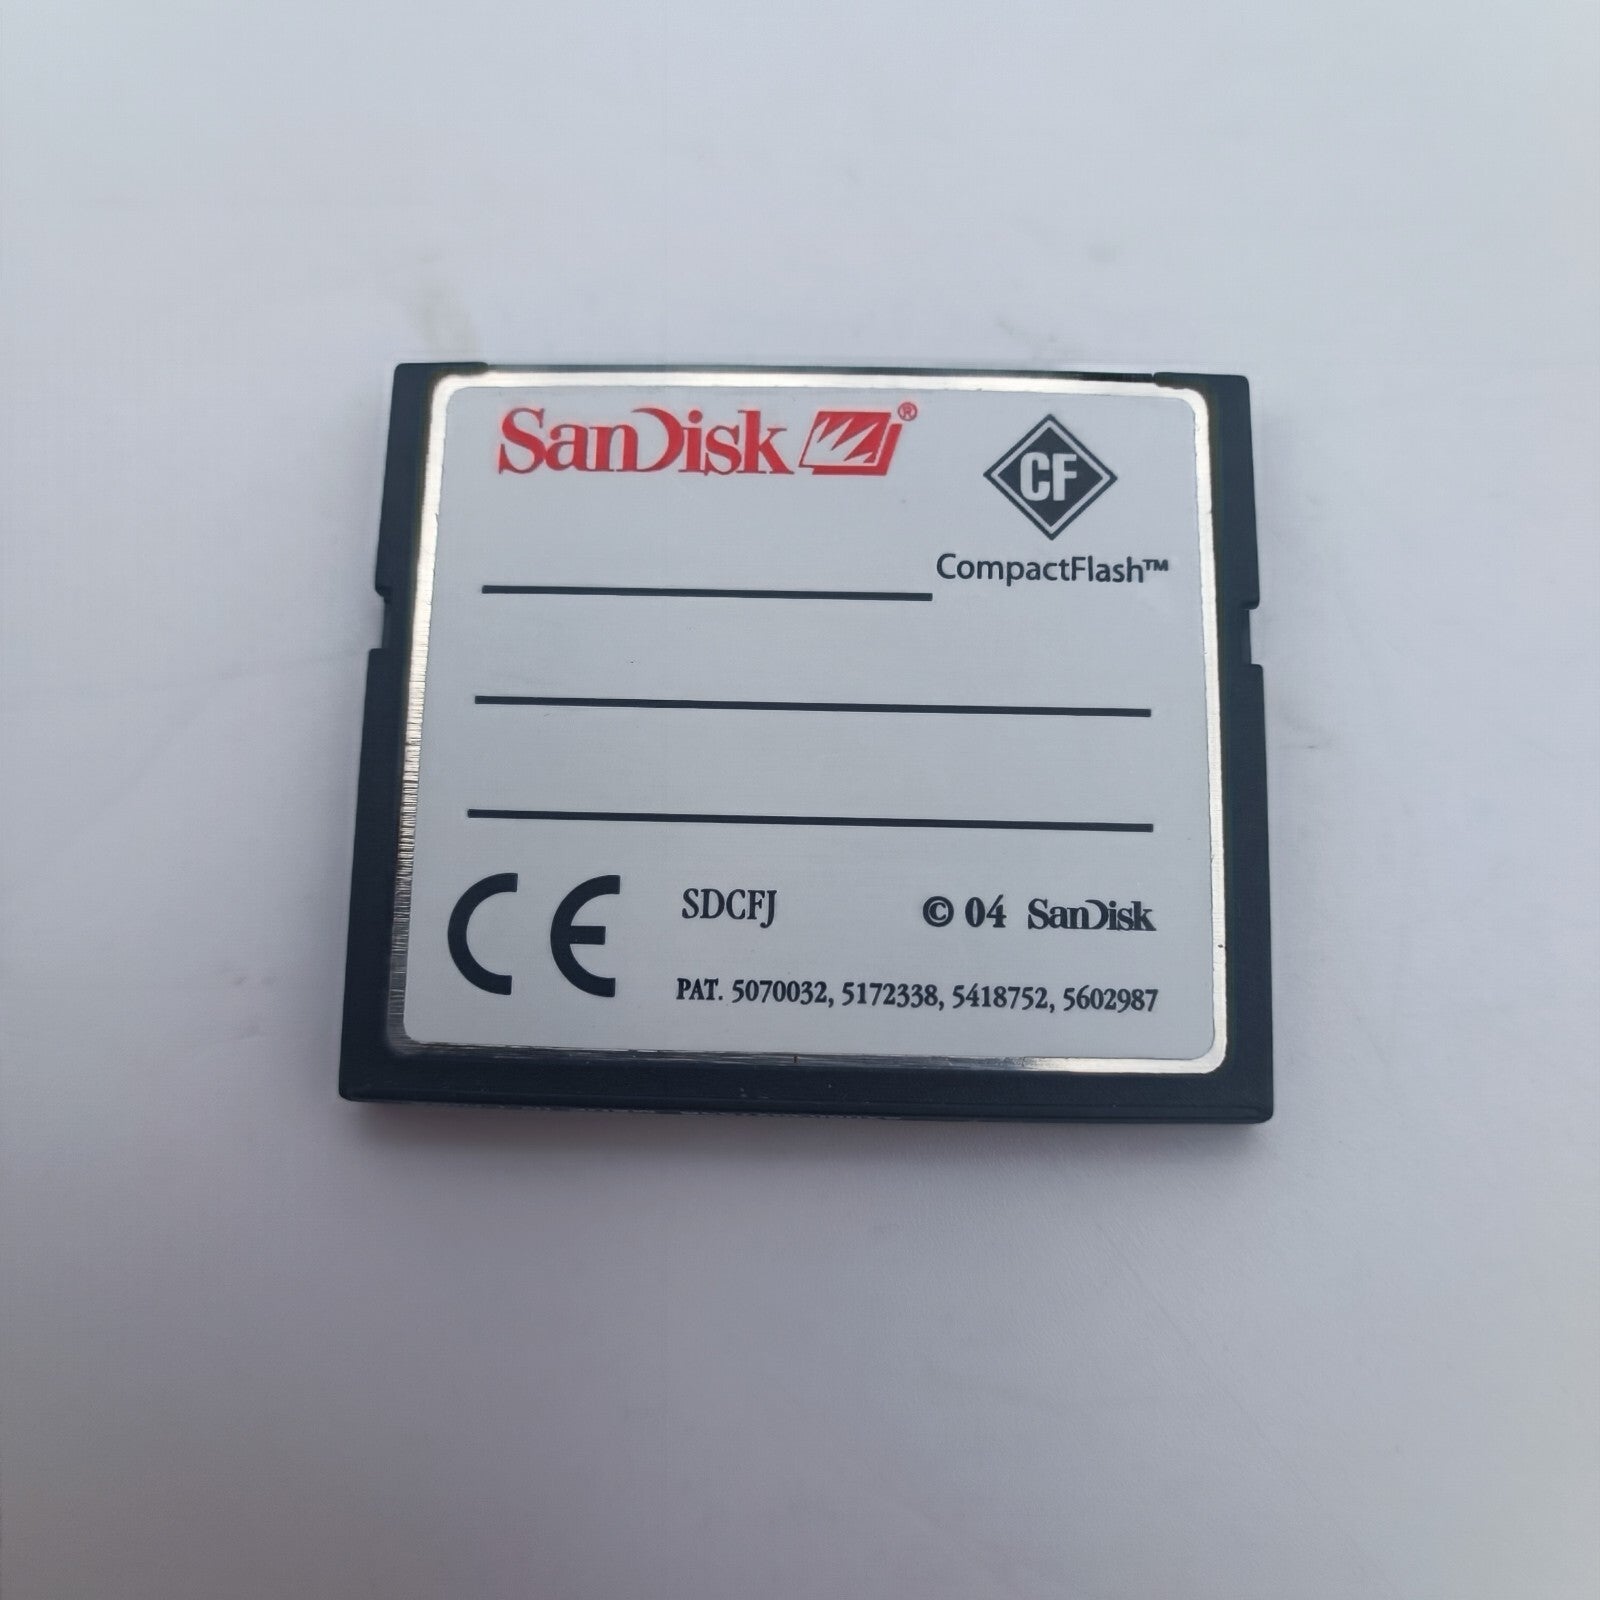 SanDisk ®
CF
CompactFlash™
CE SDCFJ © 04 SanDisk
PAT. 5070032, 5172338, 5418752, 5602987